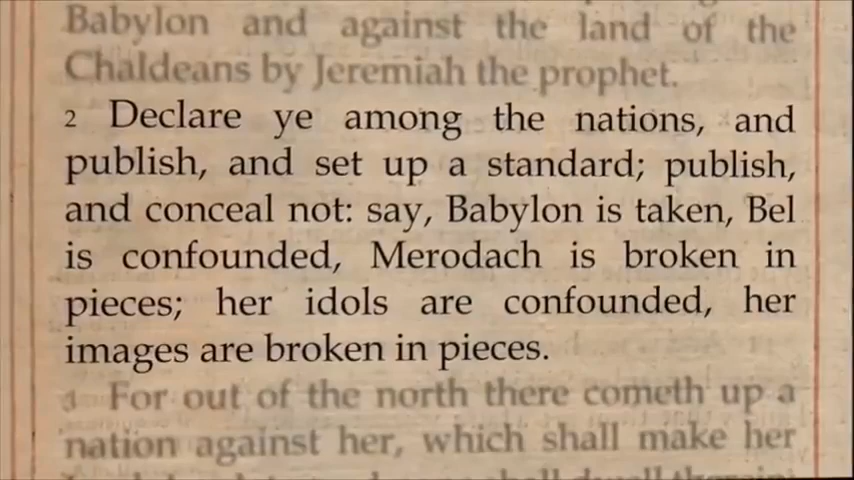 Babylon and against the land of the
Chaldeans by Jeremiah the prophet.
2 Declare ye among the nations, and
publish, and set up a standard; publish,
and conceal not: say, Babylon is taken, Bel
is confounded, Merodach is broken in
pieces; her idols are confounded, her
images are broken in pieces.
3 For out of the north there cometh up a
nation against her, which shall make her
shall dwell therein: